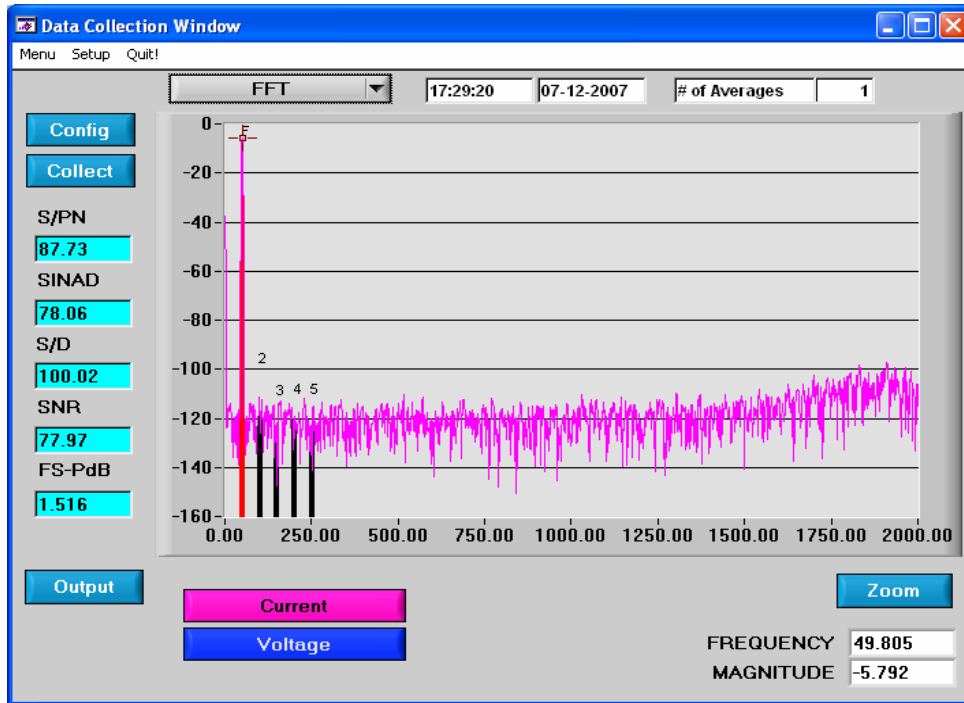 Data Collection Window
Menu Setup Quit!
FFT 17:29:20 07-12-2007 # of Averages 1
Config
Collect
S/PN
87.73
SINAD
78.06
S/D
100.02
SNR
77.97
FS-PdB
1.516
Output
0
-20
-40
-60
-80
-100
-120
-140
-160
F
2
3 4 5
0.00 250.00 500.00 750.00 1000.00 1250.00 1500.00 1750.00 2000.00
Current
Voltage
Zoom
FREQUENCY 49.805
MAGNITUDE -5.792